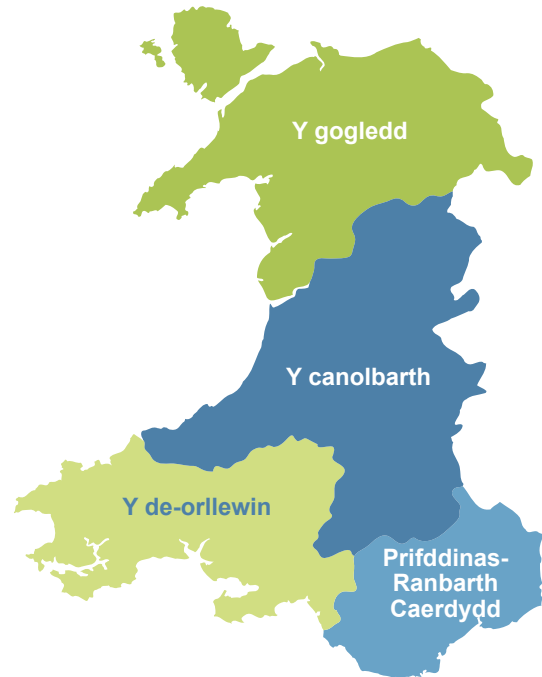 Y gogledd
Y canolbarth
Y de-orllewin
Prifddinas-
Ranbarth
Caerdydd